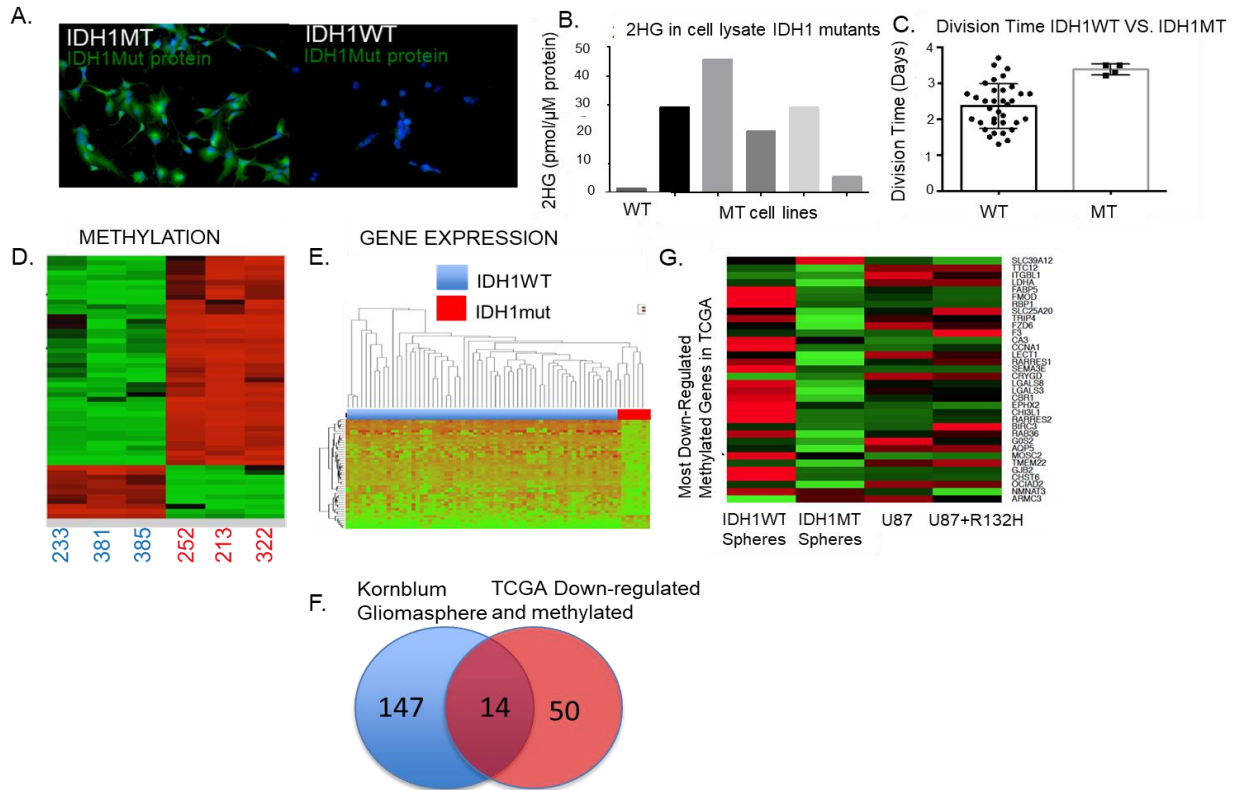 A.
IDH1MT
IDH1Mut protein
IDH1WT
IDH1Mut protein
B.
2HG in cell lysate IDH1 mutants
2HG (pmol/µM protein)
50
40
30
20
10
0
WT
MT cell lines
C.
Division Time IDH1WT VS. IDH1MT
Division Time (Days)
4
3
2
1
0
WT
MT
D.
METHYLATION
233
381
385
252
213
322
E.
GENE EXPRESSION
IDH1WT
IDH1mut
G.
Most Down-Regulated
Methylated Genes in TCGA
SLC39A12
TTC12
ITGBL1
LDHA
FABP5
FMOD
RBP1
SLC25A20
TRIP4
FZD6
F3
CA3
CCNA1
LECT1
RARRES1
SEMA3E
CRYGD
LGALS8
LGALS3
CBR1
EPHX2
CHI3L1
RARRES2
BIRC3
RAB36
G0S2
AQP5
MOSC2
TMEM22
GJB2
CHST6
OCIAD2
NMNAT3
ARMC3
IDH1WT
Spheres
IDH1MT
Spheres
U87
U87+R132H
F.
Kornblum
Gliomasphere
TCGA Down-regulated
and methylated
147
14
50